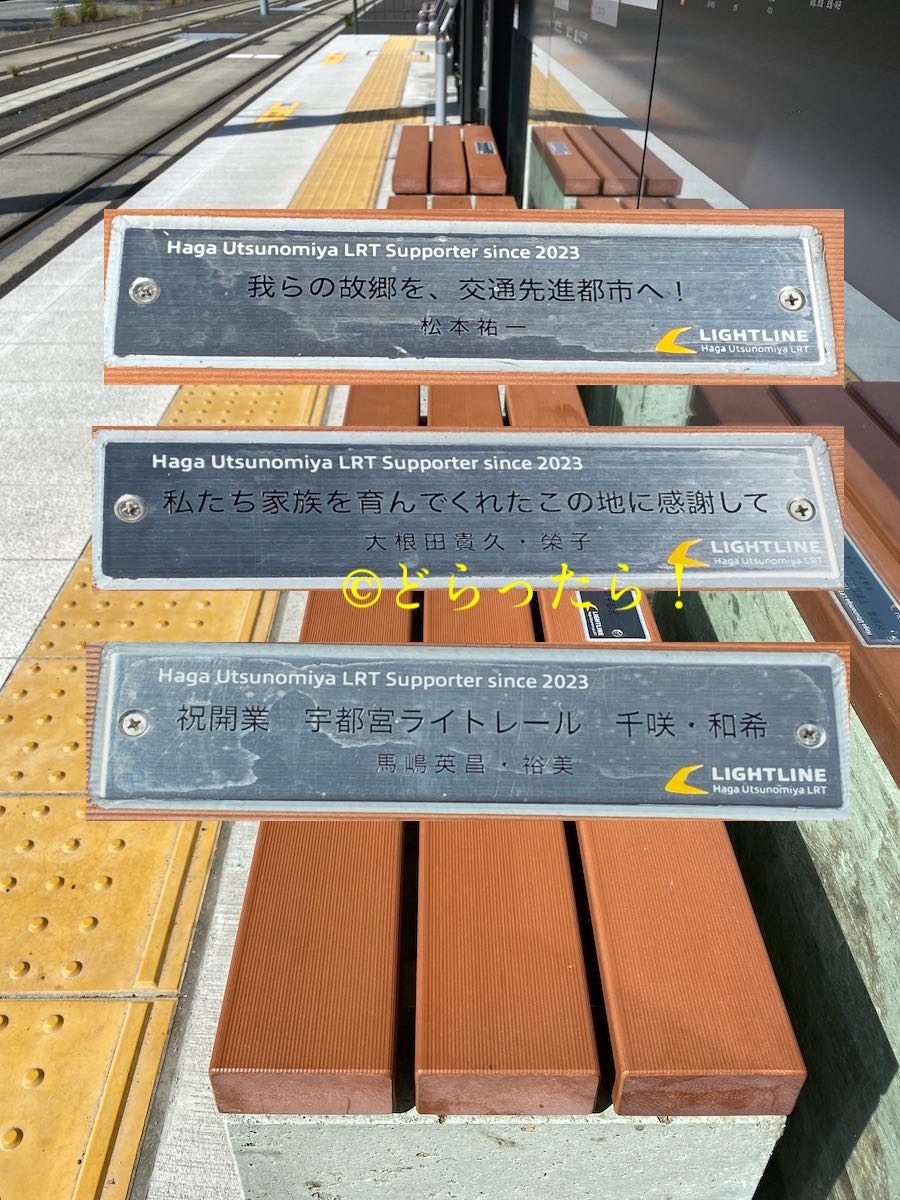 Haga Utsunomiya LRT Supporter since 2023
我らの故郷を、交通先進都市へ！
松本祐一
LIGHTLINE
Haga Utsunomiya LRT
Haga Utsunomiya LRT Supporter since 2023
私たち家族を育んでくれたこの地に感謝して
大根田貴久・榮子
LIGHTLINE
Haga Utsunomiya LRT
©どらったら！
LIGHTLINE
Haga Utsunomiya LRT Supporter since 2023
祝開業　宇都宮ライトレール　千咲・和希
馬嶋英昌・裕美
LIGHTLINE
Haga Utsunomiya LRT